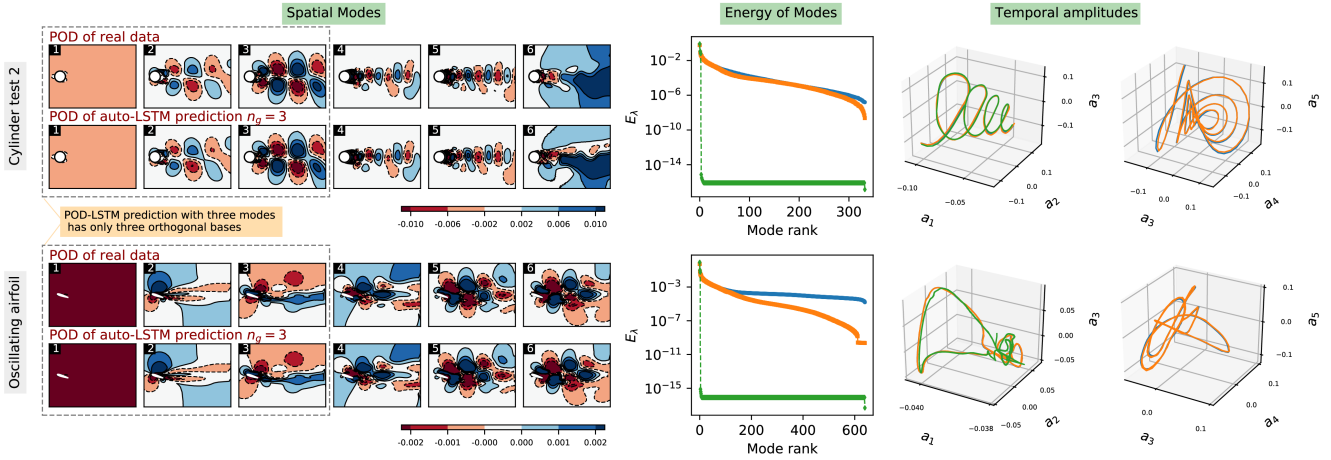 Spatial Modes
Energy of Modes
Temporal amplitudes
Cylinder test 2
POD of real data
1 2 3 4 5 6
POD of auto-LSTM prediction n_g = 3
1 2 3 4 5 6
-0.010 -0.006 -0.002 0.002 0.006 0.010
POD-LSTM prediction with three modes
has only three orthogonal bases
Oscillating airfoil
POD of real data
1 2 3 4 5 6
POD of auto-LSTM prediction n_g = 3
1 2 3 4 5 6
-0.002 -0.001 -0.000 0.000 0.001 0.002
E_λ
10^−2
10^−6
10^−10
10^−14
0 100 200 300
Mode rank
E_λ
10^1
10^−3
10^−7
10^−11
10^−15
0 200 400 600
Mode rank
0.1
0.0
−0.1
a_3
−0.10
−0.05
−0.1
0.0
0.1
a_1
a_2
0.1
0.0
−0.1
a_5
−0.1
0.0
0.1
−0.1
0.0
0.1
a_3
a_4
0.05
0.00
−0.05
a_3
−0.040
−0.038
−0.05
0.00
0.05
a_1
a_2
0.1
0.0
−0.1
a_5
0.0
0.1
0.0
0.1
a_3
a_4